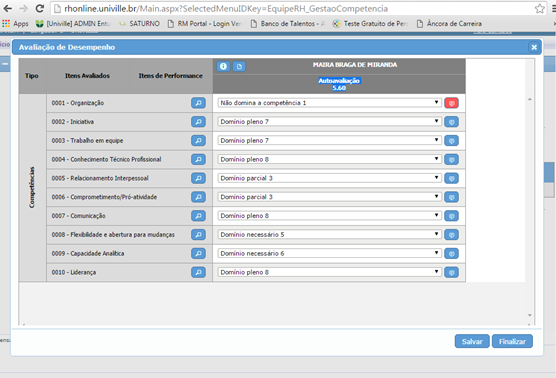 rhonline.univille.br/Main.aspx?SelectedMenuIDKey=EquipeRH_GestaoCompetencia
Apps [Univille] ADMIN SATURNO RM Portal - Login Banco de Talentos - Teste Gratuito de Âncora de Carreira
Avaliação de Desempenho
Tipo Itens Avaliados Itens de Performance
MAIRA BRAGA DE MIRANDA
Autoavaliação
5.60
Competências
0001 - Organização Não domina a competência 1
0002 - Iniciativa Domínio pleno 7
0003 - Trabalho em equipe Domínio pleno 7
0004 - Conhecimento Técnico Profissional Domínio pleno 8
0005 - Relacionamento Interpessoal Domínio parcial 3
0006 - Comprometimento/Pró-atividade Domínio parcial 3
0007 - Comunicação Domínio pleno 8
0008 - Flexibilidade e abertura para mudanças Domínio necessário 5
0009 - Capacidade Analítica Domínio necessário 6
0010 - Liderança Domínio pleno 8
Salvar Finalizar